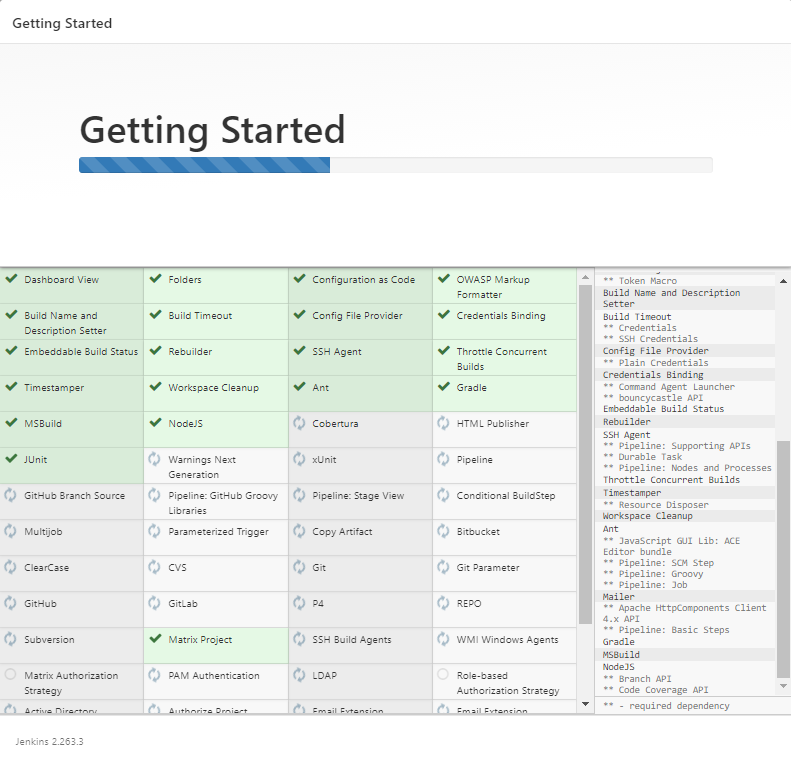 Getting Started
Getting Started
Dashboard View
Folders
Configuration as Code
OWASP Markup
Formatter
Build Name and
Description Setter
Build Timeout
Config File Provider
Credentials Binding
Embeddable Build Status
Rebuilder
SSH Agent
Throttle Concurrent
Builds
Timestamper
Workspace Cleanup
Ant
Gradle
MSBuild
NodeJS
Cobertura
HTML Publisher
JUnit
Warnings Next
Generation
xUnit
Pipeline
GitHub Branch Source
Pipeline: GitHub Groovy
Libraries
Pipeline: Stage View
Conditional BuildStep
Multijob
Parameterized Trigger
Copy Artifact
Bitbucket
ClearCase
CVS
Git
Git Parameter
GitHub
GitLab
P4
REPO
Subversion
Matrix Project
SSH Build Agents
WMI Windows Agents
Matrix Authorization
Strategy
PAM Authentication
LDAP
Role-based
Authorization Strategy
Active Directory
Authorize Project
Email Extension
Email Extension
** Token Macro
Build Name and Description
Setter
Build Timeout
** Credentials
** SSH Credentials
Config File Provider
** Plain Credentials
Credentials Binding
** Command Agent Launcher
** bouncycastle API
Embeddable Build Status
Rebuilder
SSH Agent
** Pipeline: Supporting APIs
** Durable Task
** Pipeline: Nodes and Processes
Throttle Concurrent Builds
Timestamper
** Resource Disposer
Workspace Cleanup
Ant
** JavaScript GUI Lib: ACE
Editor bundle
** Pipeline: SCM Step
** Pipeline: Groovy
** Pipeline: Job
Mailer
** Apache HttpComponents Client
4.x API
** Pipeline: Basic Steps
Gradle
MSBuild
NodeJS
** Branch API
** Code Coverage API
** - required dependency
Jenkins 2.263.3